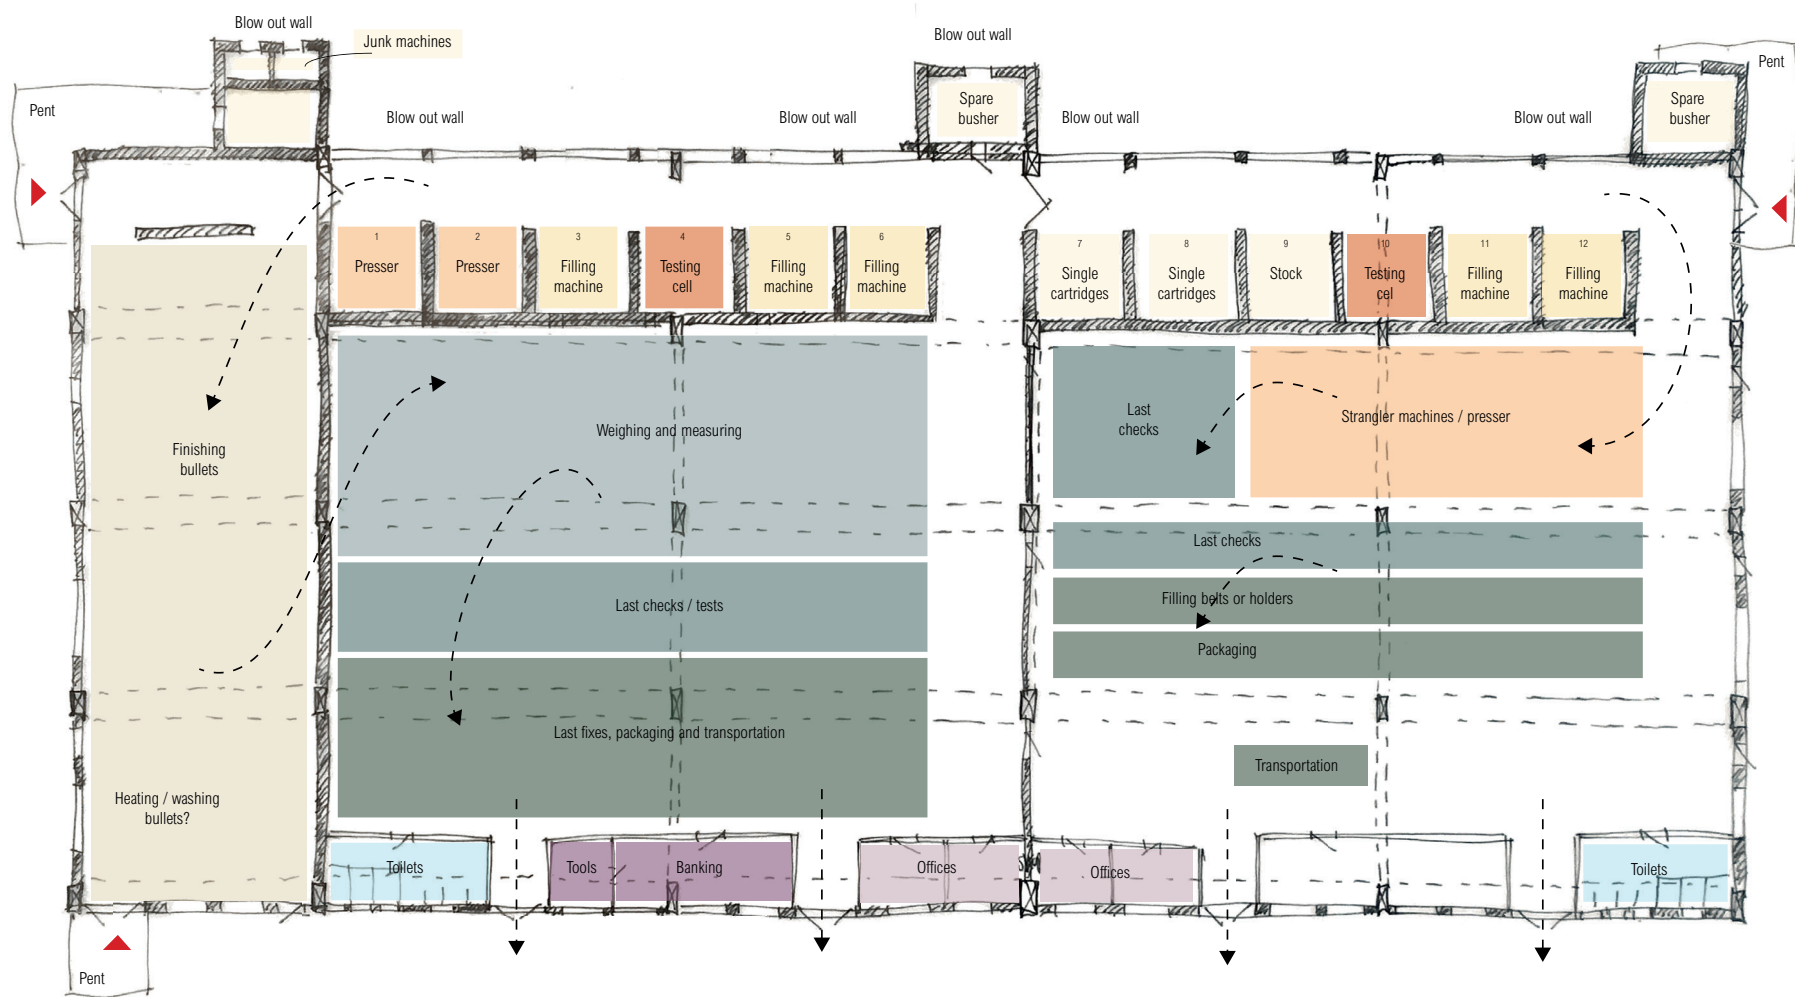 Blow out wall
Junk machines
Blow out wall
Pent
Pent
Spare
busher
Spare
busher
Blow out wall
Blow out wall
Blow out wall
Blow out wall
1
Presser
2
Presser
3
Filling
machine
4
Testing
cell
5
Filling
machine
6
Filling
machine
7
Single
cartridges
8
Single
cartridges
9
Stock
10
Testing
cel
11
Filling
machine
12
Filling
machine
Finishing
bullets
Weighing and measuring
Last
checks
Strangler machines / presser
Last checks
Last checks / tests
Filling belts or holders
Packaging
Last fixes, packaging and transportation
Transportation
Heating / washing
bullets?
Toilets
Tools
Banking
Offices
Offices
Toilets
Pent